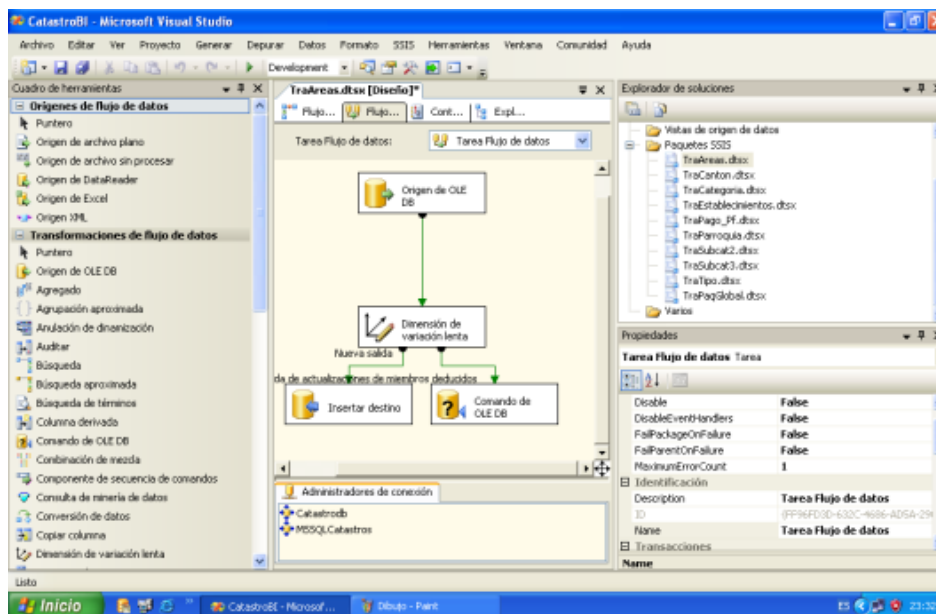 CatastroBI - Microsoft Visual Studio
Archivo Editar Ver Proyecto Generar Depurar Datos Formato SSIS Herramientas Ventana Comunidad Ayuda
Development
Cuadro de herramientas
Orígenes de flujo de datos
Puntero
Origen de archivo plano
Origen de archivo sin procesar
Origen de DataReader
Origen de Excel
Origen XML
Transformaciones de flujo de datos
Puntero
Origen de OLE DB
Agregado
Agrupación aproximada
Anulación de dinamización
Auditar
Búsqueda
Búsqueda aproximada
Búsqueda de términos
Columna derivada
Comando de OLE DB
Combinación de mezcla
Componente de secuencia de comandos
Consulta de minería de datos
Conversión de datos
Copiar columna
Dimensión de variación lenta
TraAreas.dtsx [Diseño]*
Flujo... Flujo... Cont... Expl...
Tarea Flujo de datos: Tarea Flujo de datos
Origen de OLE
DB
Dimensión de
variación lenta
Nueva salida
da de actualizaciones de miembros deducidos
Insertar destino
Comando de
OLE DB
Administradores de conexión
Catastrodb
MSSQLCatastros
Explorador de soluciones
Vistas de origen de datos
Paquetes SSIS
TraAreas.dtsx
TraCanton.dtsx
TraCategoria.dtsx
TraEstablecimientos.dtsx
TraPago_Pf.dtsx
TraParroquia.dtsx
TraSubcat2.dtsx
TraSubcat3.dtsx
TraTipo.dtsx
TraPaqGlobal.dtsx
Varios
Propiedades
Tarea Flujo de datos Tarea
Disable False
DisableEventHandlers False
FailPackageOnFailure False
FailParentOnFailure False
MaximumErrorCount 1
Identificación
Description Tarea Flujo de datos
ID
Name Tarea Flujo de datos
Transacciones
Name
Listo
Inicio
CatastroBI - Microsof...
Dibujo - Paint
ES
23:32